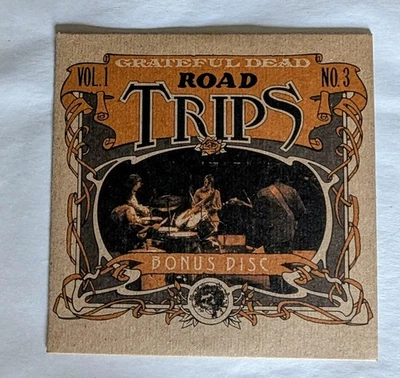 GRATEFUL DEAD
VOL. 1 ROAD NO. 3
TRIPS
BONUS DISC